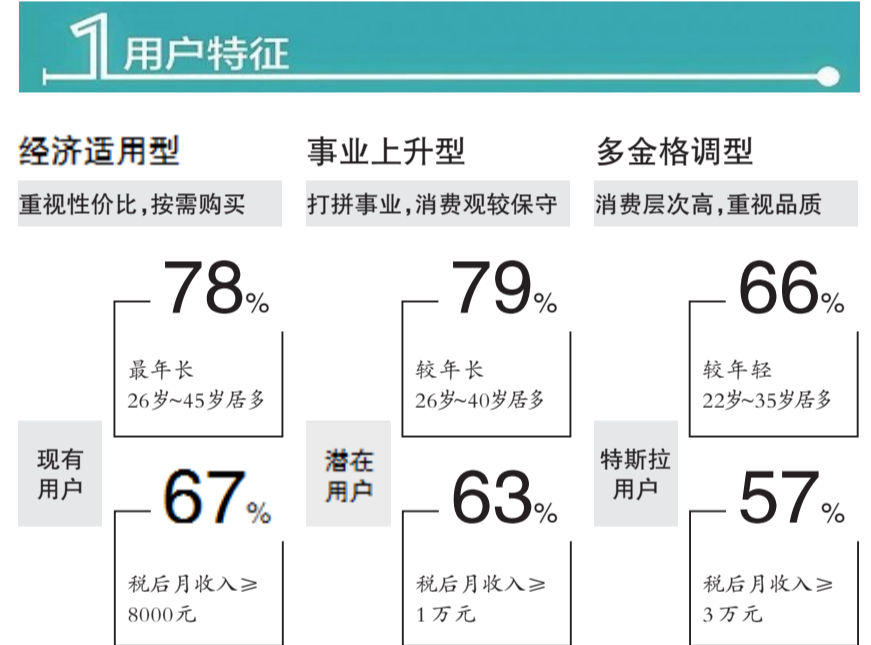 1 用户特征
经济适用型
重视性价比,按需购买
现有
用户
78%
最年长
26岁~45岁居多
67%
税后月收入≥
8000元
事业上升型
打拼事业,消费观较保守
潜在
用户
79%
较年长
26岁~40岁居多
63%
税后月收入≥
1万元
多金格调型
消费层次高,重视品质
特斯拉
用户
66%
较年轻
22岁~35岁居多
57%
税后月收入≥
3万元